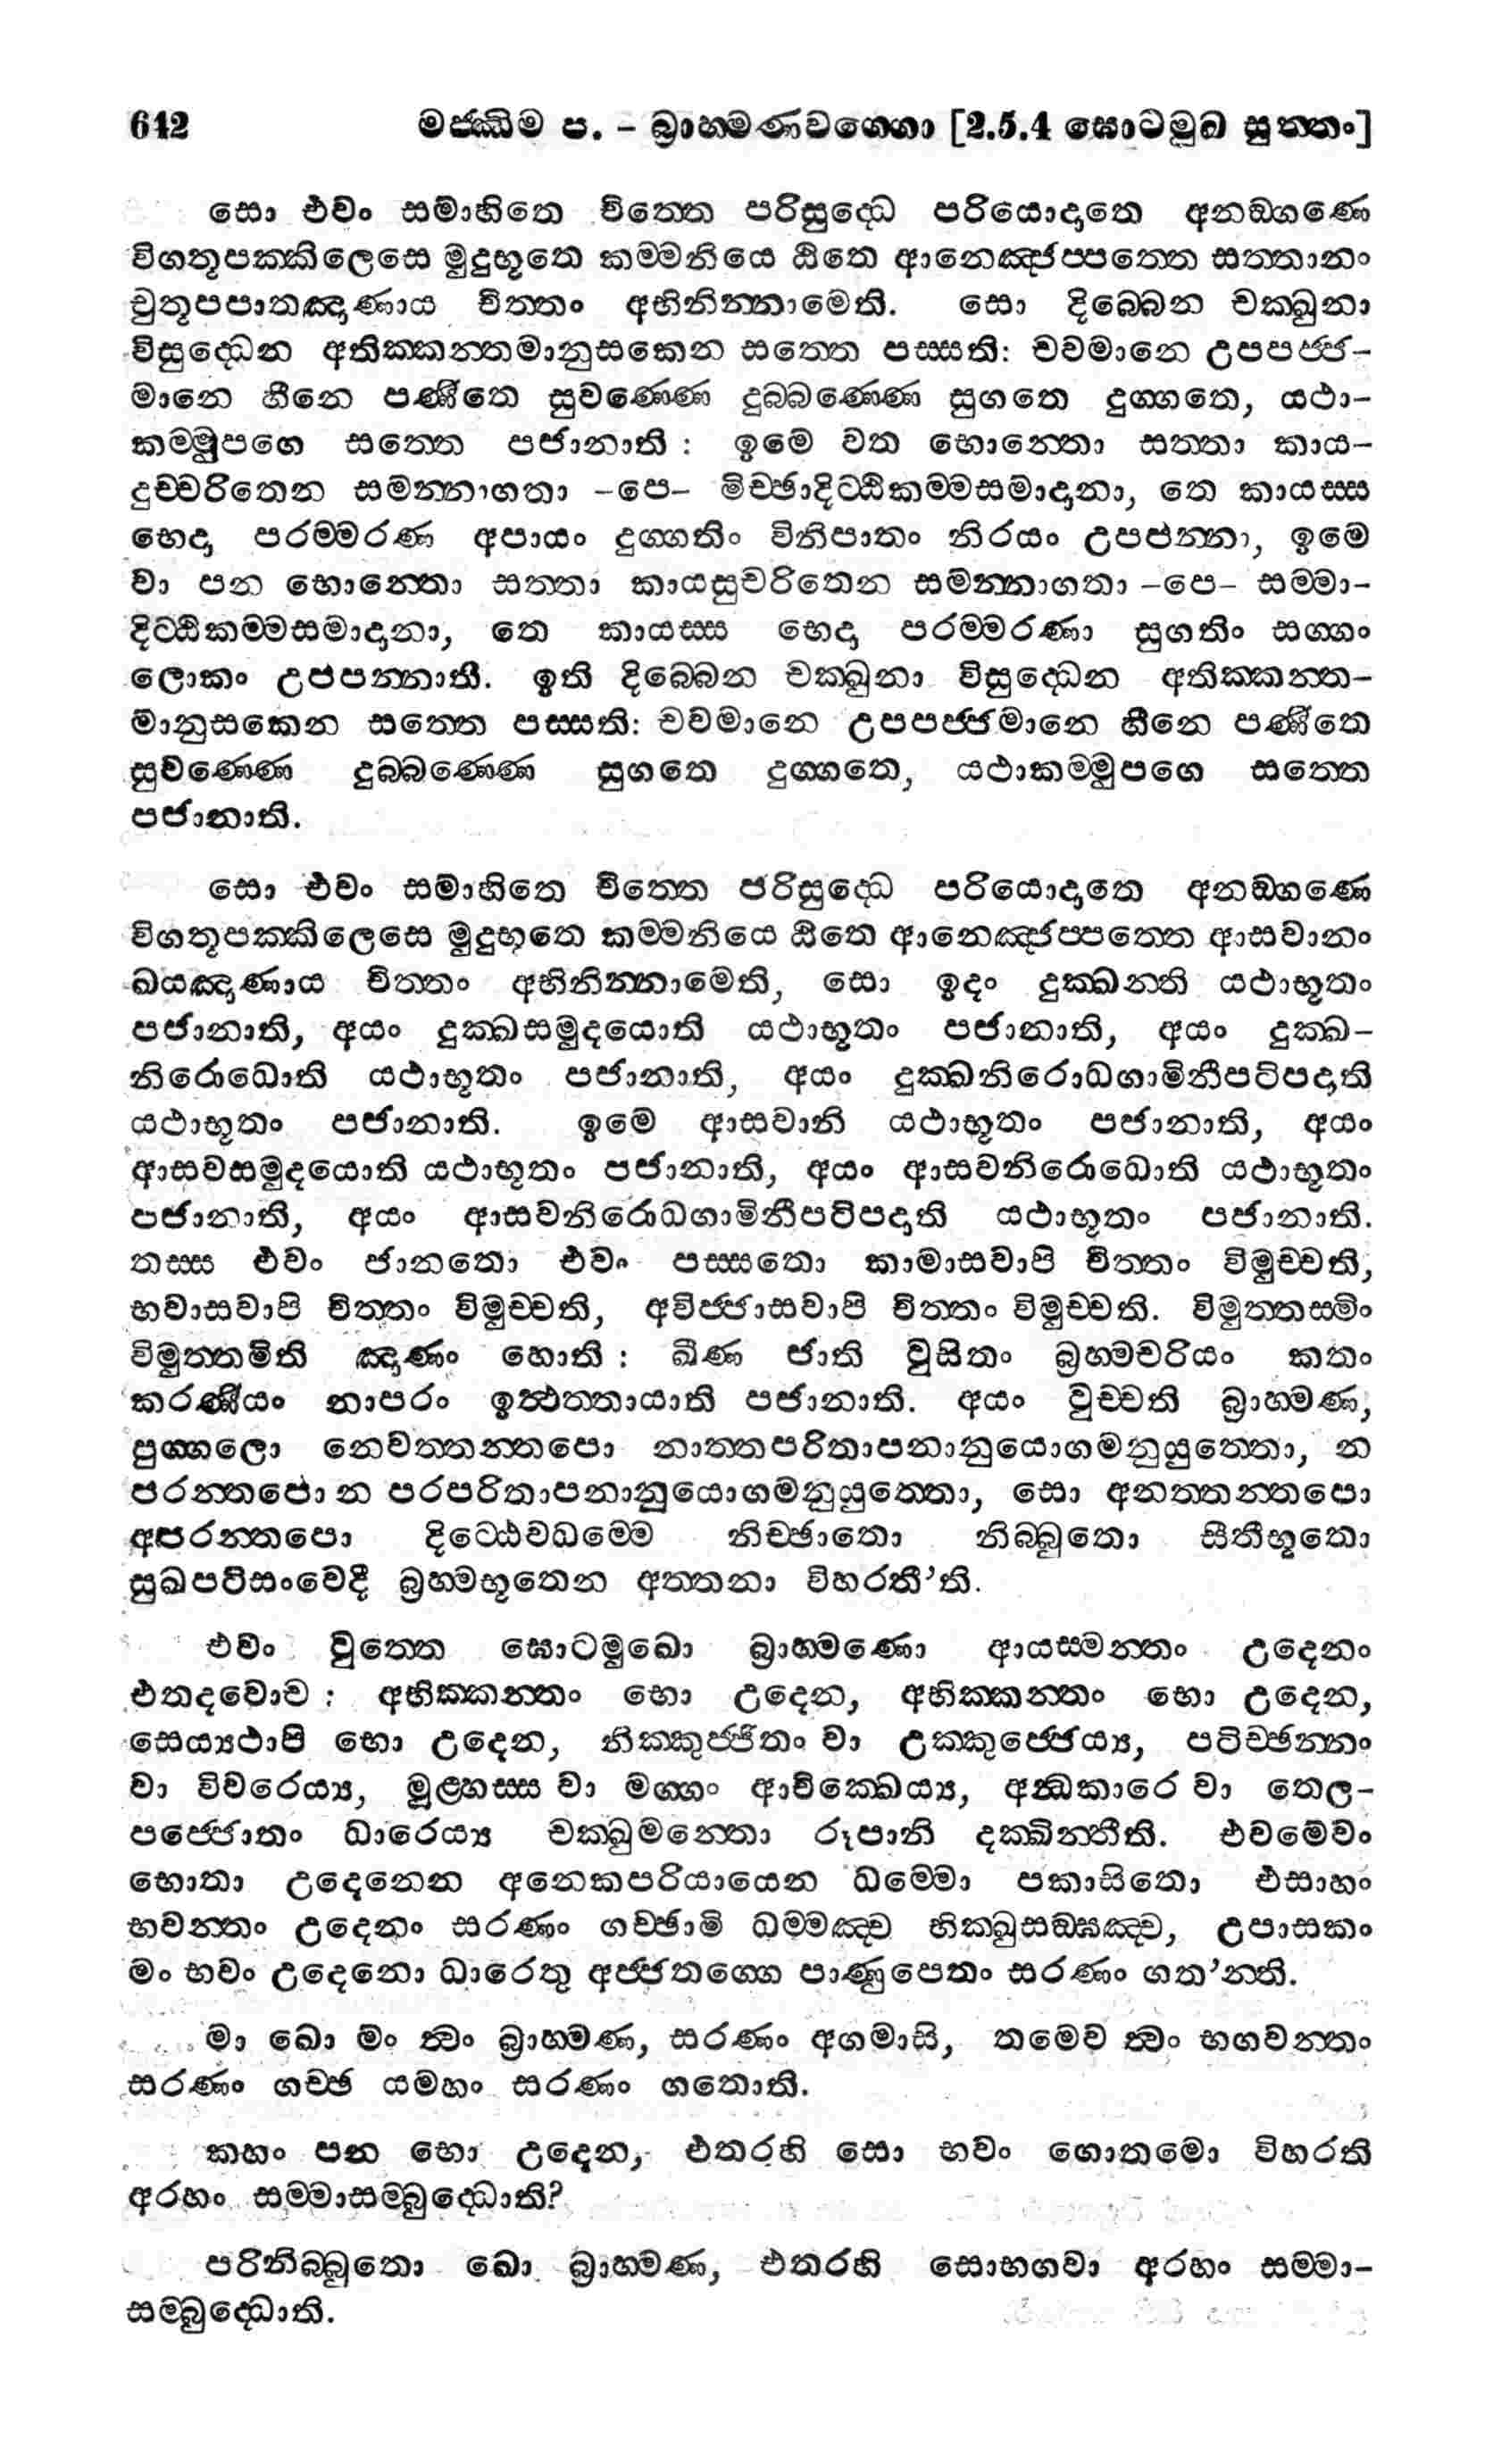 642 මජ්ඣිම ප. – බ්‍රාහ්මණවග්ගො [2.5.4 ඝොටමුඛ සුත්තං]
සො එවං සමාහිතෙ චිත්තෙ පරිසුද්ධෙ පරියොදාතෙ අනඞ්ගණෙ
විගතූපක්කිලෙසෙ මුදුභූතෙ කම්මනියෙ ඨිතෙ ආනෙඤ්ජප්පත්තෙ සත්තානං
චුතූපපාතඤාණාය චිත්තං අභිනින්නාමෙති. සො දිබ්බෙන චක්ඛුනා
විසුද්ධෙන අතික්කන්තමානුසකෙන සත්තෙ පස්සති: චවමානෙ උපපජ්ජ–
මානෙ හීනෙ පණීතෙ සුවණ්ණෙ දුබ්බණ්ණෙ සුගතෙ දුග්ගතෙ, යථා–
කම්මුපගෙ සත්තෙ පජානාති : ඉමෙ වත භොන්තො සත්තා කාය–
දුච්චරිතෙන සමන්නාගතා –පෙ– මිච්ඡාදිට්ඨිකම්මසමාදානා, තෙ කායස්ස
භෙදා පරම්මරණ අපායං දුග්ගතිං විනිපාතං නිරයං උපපන්නා, ඉමෙ
වා පන භොන්තො සත්තා කායසුචරිතෙන සමන්නාගතා –පෙ– සම්මා–
දිට්ඨිකම්මසමාදානා, තෙ කායස්ස භෙදා පරම්මරණා සුගතිං සග්ගං
ලොකං උපපන්නාති. ඉති දිබ්බෙන චක්ඛුනා විසුද්ධෙන අතික්කන්ත–
මානුසකෙන සත්තෙ පස්සති: චවමානෙ උපපජ්ජමානෙ හීනෙ පණීතෙ
සුවණ්ණෙ දුබ්බණ්ණෙ සුගතෙ දුග්ගතෙ, යථාකම්මුපගෙ සත්තෙ
පජානාති.
සො එවං සමාහිතෙ චිත්තෙ පරිසුද්ධෙ පරියොදාතෙ අනඞ්ගණෙ
විගතූපක්කිලෙසෙ මුදුභූතෙ කම්මනියෙ ඨිතෙ ආනෙඤ්ජප්පත්තෙ ආසවානං
ඛයඤාණාය චිත්තං අභිනින්නාමෙති, සො ඉදං දුක්ඛන්ති යථාභූතං
පජානාති, අයං දුක්ඛසමුදයොති යථාභූතං පජානාති, අයං දුක්ඛ–
නිරොධොති යථාභූතං පජානාති, අයං දුක්ඛනිරොධගාමිනීපටිපදාති
යථාභූතං පජානාති. ඉමෙ ආසවානි යථාභූතං පජානාති, අයං
ආසවසමුදයොති යථාභූතං පජානාති, අයං ආසවනිරොධොති යථාභූතං
පජානාති, අයං ආසවනිරොධගාමිනීපටිපදාති යථාභූතං පජානාති.
තස්ස එවං ජානතො එවං පස්සතො කාමාසවාපි චිත්තං විමුච්චති,
භවාසවාපි චිත්තං විමුච්චති, අවිජ්ජාසවාපි චිත්තං විමුච්චති. විමුත්තස්මිං
විමුත්තමිති ඤාණං හොති : ඛීණ ජාති වුසිතං බ්‍රහ්මචරියං කතං
කරණීයං නාපරං ඉත්ථත්තායාති පජානාති. අයං වුච්චති බ්‍රාහ්මණ,
පුග්ගලො නෙවත්තන්තපො නාත්තපරිතාපනානුයොගමනුයුත්තො, න
පරන්තපො න පරපරිතාපනානුයොගමනුයුත්තො, සො අනත්තන්තපො
අපරන්තපො දිට්ඨෙවධම්මෙ නිච්ඡාතො නිබ්බුතො සීතීභූතො
සුඛපටිසංවෙදී බ්‍රහ්මභූතෙන අත්තනා විහරතී’ති.
එවං වුත්තෙ ඝොටමුඛො බ්‍රාහ්මණො ආයස්මන්තං උදෙනං
එතදවොච : අභික්කන්තං භො උදෙන, අභික්කන්තං භො උදෙන,
සෙය්‍යථාපි භො උදෙන, නික්කුජ්ජිතං වා උක්කුජ්ජෙය්‍ය, පටිච්ඡන්නං
වා විවරෙය්‍ය, මූළ්හස්ස වා මග්ගං ආචික්ඛෙය්‍ය, අන්ධකාරෙ වා තෙල–
පජ්ජොතං ධාරෙය්‍ය චක්ඛුමන්තො රූපානි දක්ඛින්තීති. එවමෙවං
භොතා උදෙනෙන අනෙකපරියායෙන ධම්මො පකාසිතො, එසාහං
භවන්තං උදෙනං සරණං ගච්ඡාමි ධම්මඤ්ච භික්ඛුසඞ්ඝඤ්ච, උපාසකං
මං භවං උදෙනො ධාරෙතු අජ්ජතග්ගෙ පාණුපෙතං සරණං ගත’න්ති.
මා ඛො මං ත්වං බ්‍රාහ්මණ, සරණං අගමාසි, තමෙව ත්වං භගවන්තං
සරණං ගච්ඡ යමහං සරණං ගතොති.
කහං පන භො උදෙන, එතරහි සො භවං ගොතමො විහරති
අරහං සම්මාසම්බුද්ධොති?
පරිනිබ්බුතො ඛො බ්‍රාහ්මණ, එතරහි සොභගවා අරහං සම්මා–
සම්බුද්ධොති.